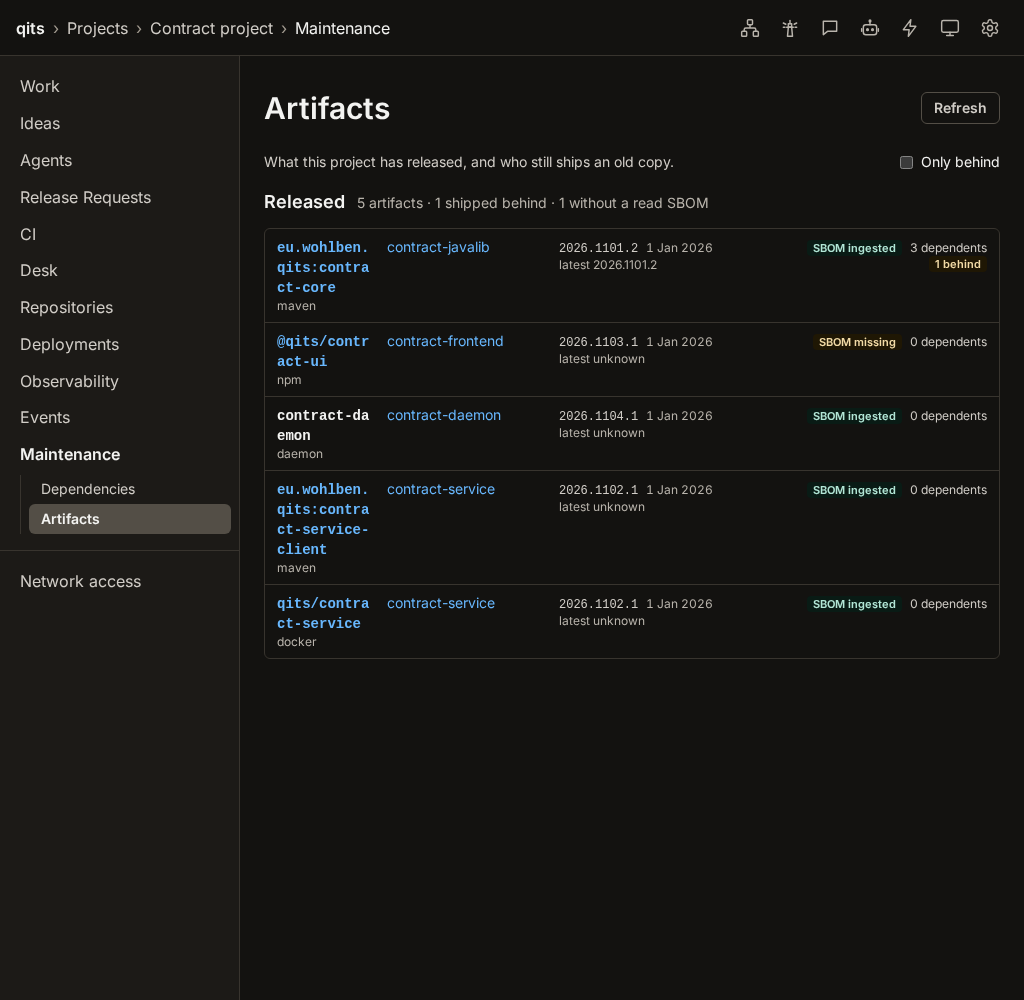 qits › Projects › Contract project › Maintenance
Work
Ideas
Agents
Release Requests
CI
Desk
Repositories
Deployments
Observability
Events
Maintenance
Dependencies
Artifacts
Network access
Artifacts
Refresh
What this project has released, and who still ships an old copy.
Only behind
Released 5 artifacts · 1 shipped behind · 1 without a read SBOM
eu.wohlben.
qits:contra
ct-core
maven
contract-javalib
2026.1101.2 1 Jan 2026
latest 2026.1101.2
SBOM ingested 3 dependents
1 behind
@qits/contr
act-ui
npm
contract-frontend
2026.1103.1 1 Jan 2026
latest unknown
SBOM missing 0 dependents
contract-da
emon
daemon
contract-daemon
2026.1104.1 1 Jan 2026
latest unknown
SBOM ingested 0 dependents
eu.wohlben.
qits:contra
ct-service-
client
maven
contract-service
2026.1102.1 1 Jan 2026
latest unknown
SBOM ingested 0 dependents
qits/contra
ct-service
docker
contract-service
2026.1102.1 1 Jan 2026
latest unknown
SBOM ingested 0 dependents